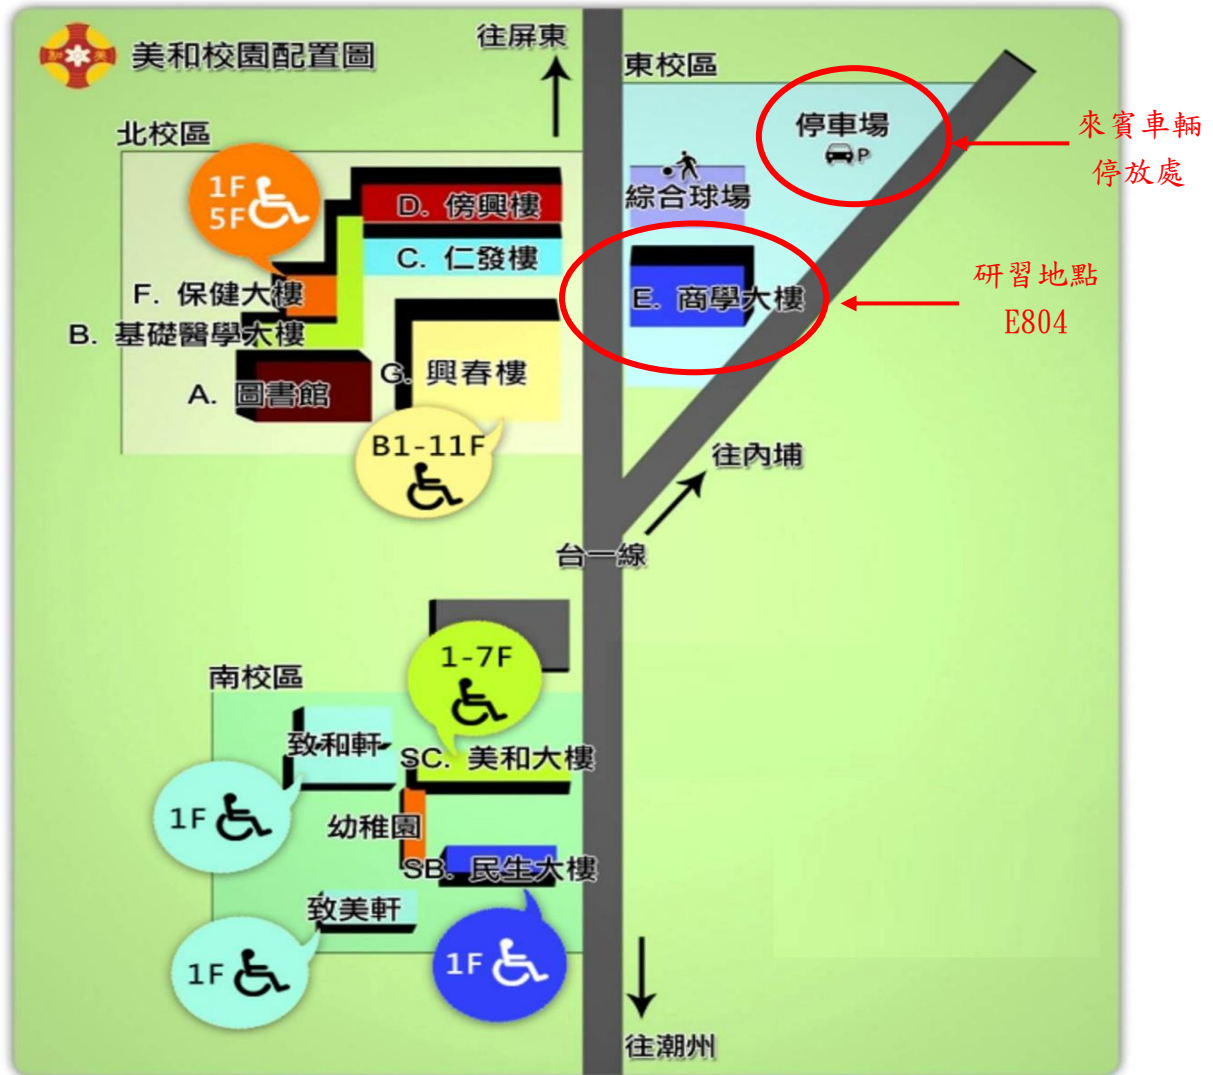 美和校園配置圖
往屏東
東校區
停車場
P
來賓車輛
停放處
北校區
1F
5F
D. 傍興樓
綜合球場
C. 仁發樓
F. 保健大樓
E. 商學大樓
研習地點
E804
B. 基礎醫學大樓
G. 興春樓
A. 圖書館
B1-11F
往內埔
台一線
1-7F
南校區
致和軒
SC. 美和大樓
1F
幼稚園
SB. 民生大樓
致美軒
1F
1F
往潮州